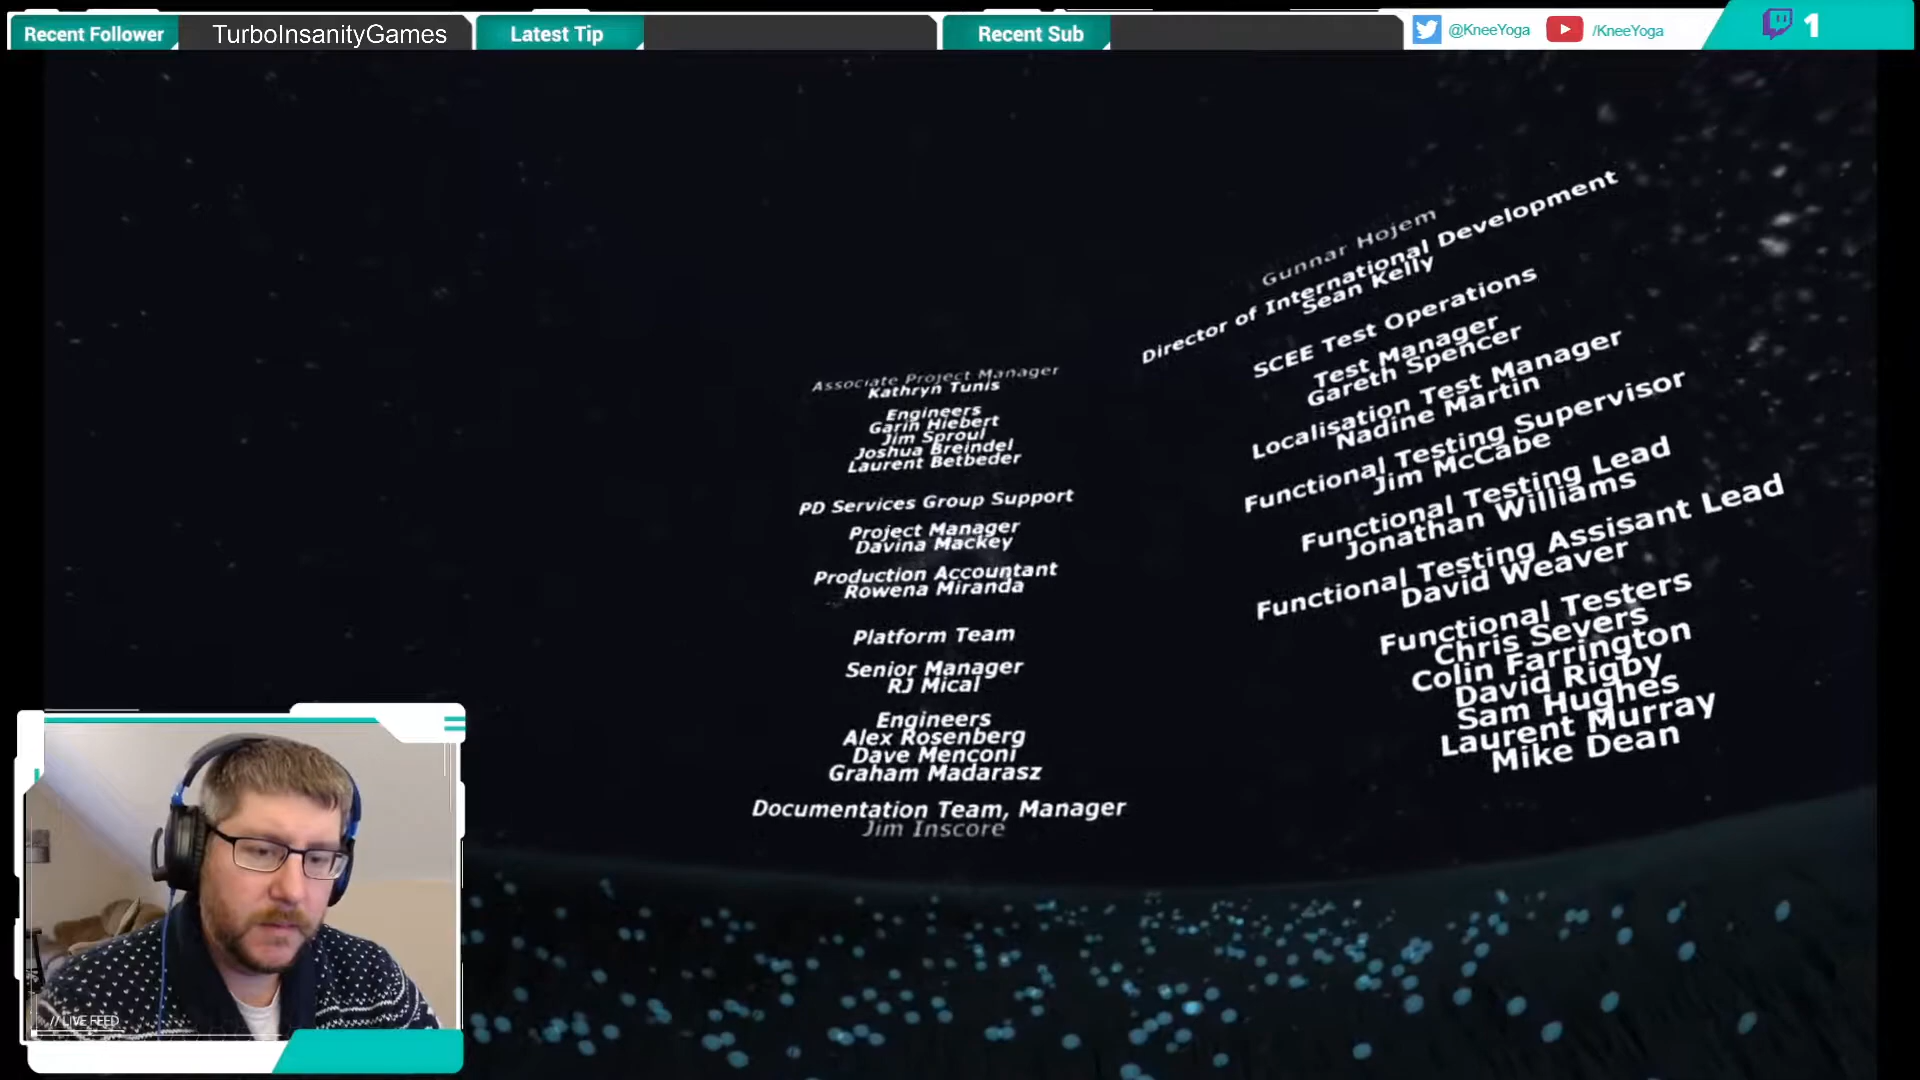 Recent Follower
TurboInsanityGames
Latest Tip
Recent Sub
@KneeYoga
/KneeYoga
1
Associate Project Manager
Kathryn Tunis
Engineers
Garin Hiebert
Jim Sproul
Joshua Breindel
Laurent Betbeder
PD Services Group Support
Project Manager
Davina Mackey
Production Accountant
Rowena Miranda
Platform Team
Senior Manager
RJ Mical
Engineers
Alex Rosenberg
Dave Menconi
Graham Madarasz
Documentation Team, Manager
Jim Inscore
Gunnar Hojem
Director of International Development
Sean Kelly
SCEE Test Operations
Test Manager
Gareth Spencer
Localisation Test Manager
Nadine Martin
Functional Testing Supervisor
Jim McCabe
Functional Testing Lead
Jonathan Williams
Functional Testing Assisant Lead
David Weaver
Functional Testers
Chris Severs
Colin Farrington
David Rigby
Sam Hughes
Laurent Murray
Mike Dean
// LIVE FEED